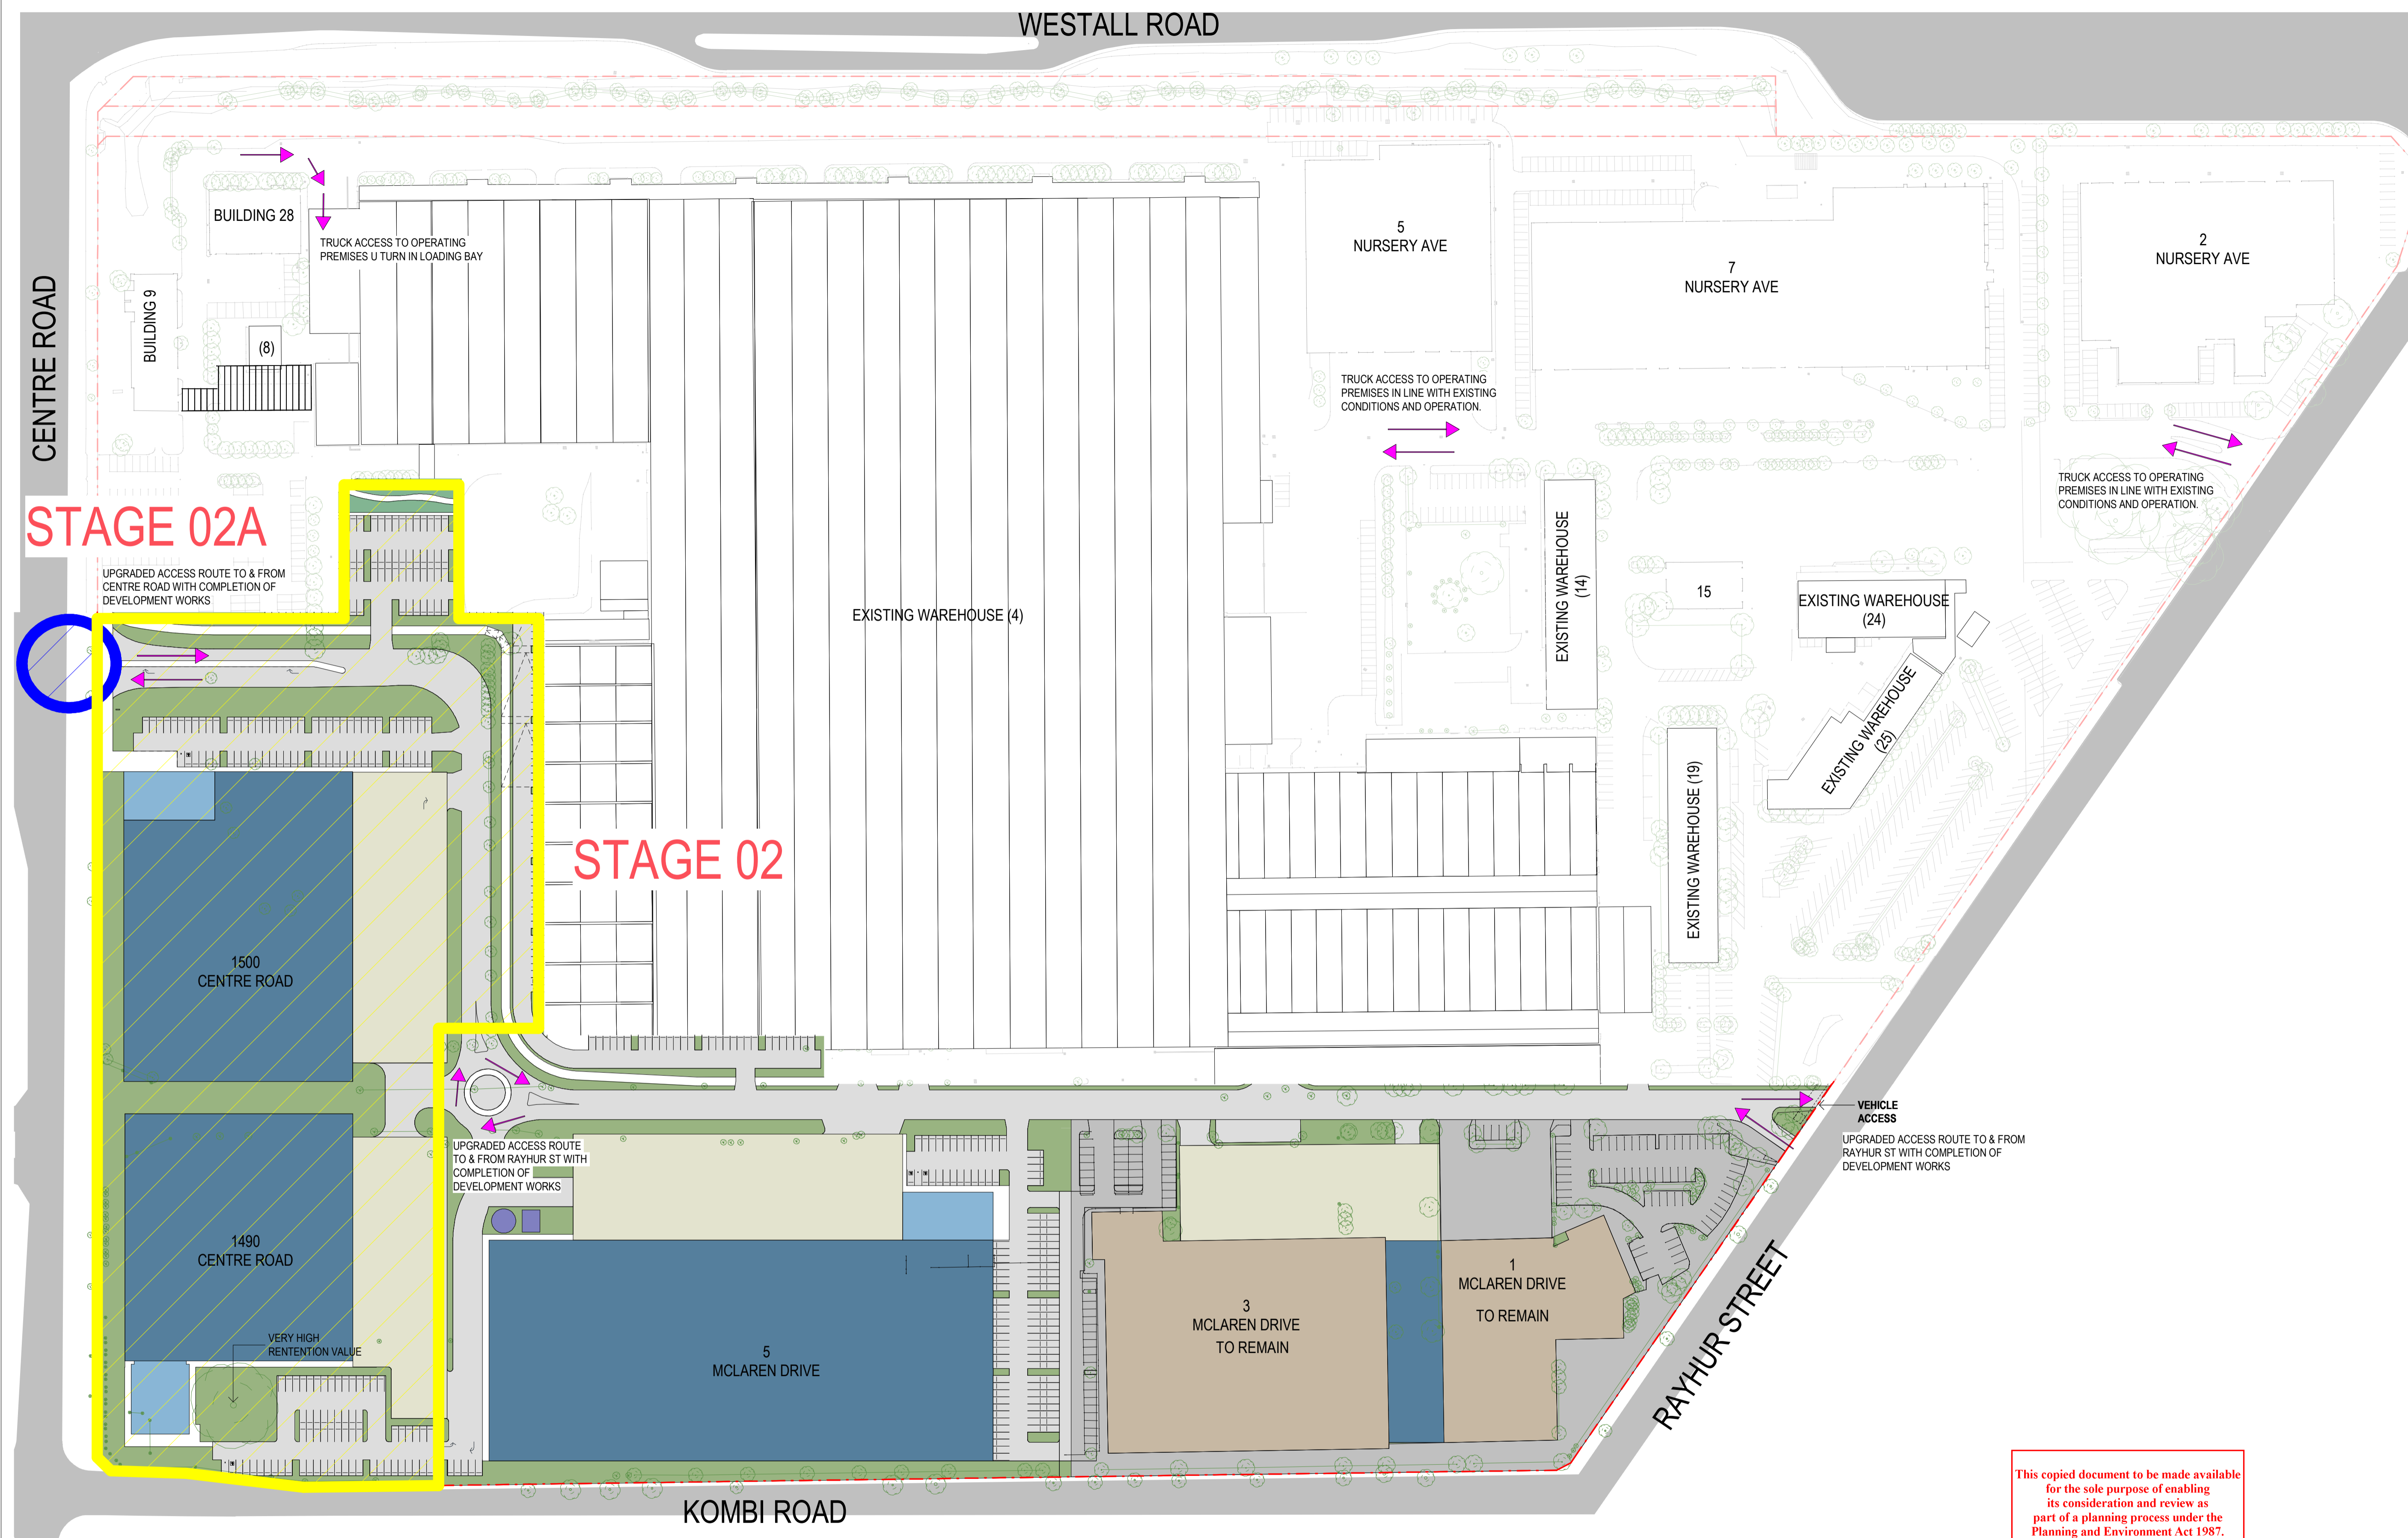 WESTALL ROAD
CENTRE ROAD
BUILDING 28
TRUCK ACCESS TO OPERATING
PREMISES U TURN IN LOADING BAY
BUILDING 9
(8)
5
NURSERY AVE
7
NURSERY AVE
2
NURSERY AVE
TRUCK ACCESS TO OPERATING
PREMISES IN LINE WITH EXISTING
CONDITIONS AND OPERATION.
TRUCK ACCESS TO OPERATING
PREMISES IN LINE WITH EXISTING
CONDITIONS AND OPERATION.
STAGE 02A
UPGRADED ACCESS ROUTE TO & FROM
CENTRE ROAD WITH COMPLETION OF
DEVELOPMENT WORKS
EXISTING WAREHOUSE (4)
EXISTING WAREHOUSE
(14)
15
EXISTING WAREHOUSE
(24)
EXISTING WAREHOUSE
(25)
EXISTING WAREHOUSE (19)
STAGE 02
1500
CENTRE ROAD
VEHICLE
ACCESS
UPGRADED ACCESS ROUTE TO & FROM
RAYHUR ST WITH COMPLETION OF
DEVELOPMENT WORKS
UPGRADED ACCESS ROUTE
TO & FROM RAYHUR ST WITH
COMPLETION OF
DEVELOPMENT WORKS
1490
CENTRE ROAD
VERY HIGH
RENTENTION VALUE
5
MCLAREN DRIVE
3
MCLAREN DRIVE
TO REMAIN
1
MCLAREN DRIVE
TO REMAIN
RAYHUR STREET
KOMBI ROAD
This copied document to be made available
for the sole purpose of enabling
its consideration and review as
part of a planning process under the
Planning and Environment Act 1987.